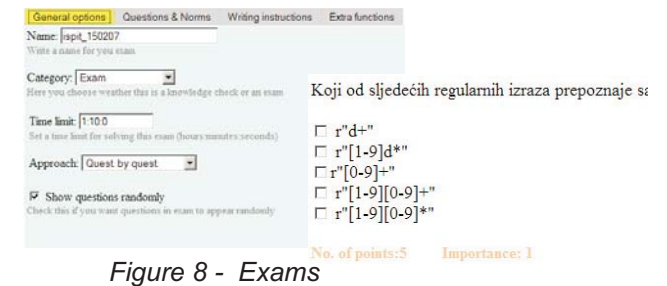 General options Questions & Norms Writing instructions Extra functions
Name: ispit_150207
Write a name for you exam
Category: Exam
Here you choose weather this is a knowledge check or an exam
Time limit: 1:10:0
Set a time limit for solving this exam (hours:minutes:seconds)
Approach: Quest by quest
Show questions randomly
Check this if you want questions in exam to appear randomly
Koji od sljedećih regularnih izraza prepoznaje sa
r"d+"
r"[1-9]d*"
r"[0-9]+"
r"[1-9][0-9]+"
r"[1-9][0-9]*"
No. of points:5 Importance: 1
Figure 8 - Exams